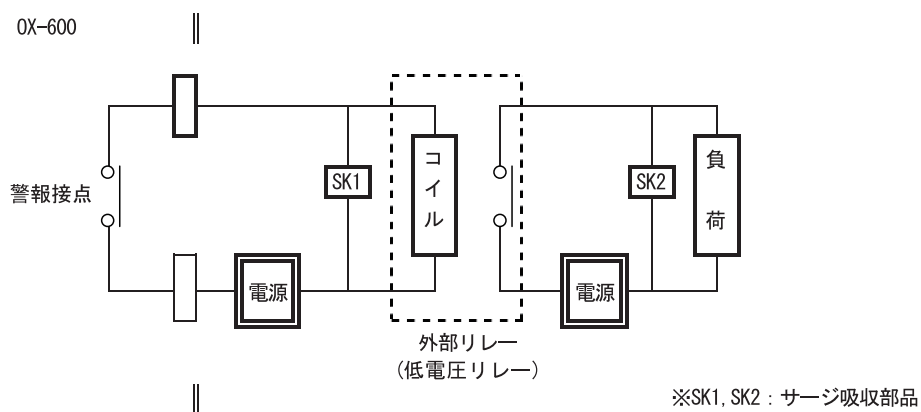 OX-600
警報接点
SK1
コイル
SK2
負荷
電源
電源
外部リレー
(低電圧リレー)
※SK1,SK2：サージ吸収部品